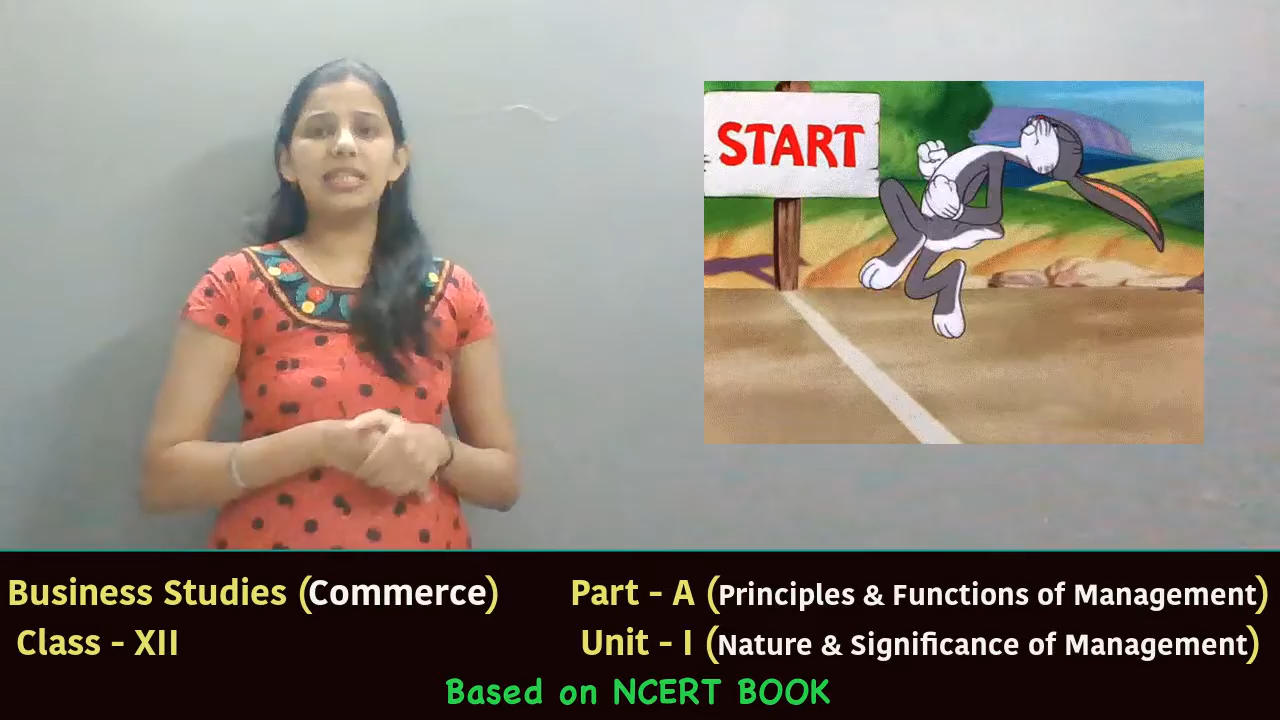 START
Business Studies (Commerce)
Part - A (Principles & Functions of Management)
Class - XII
Unit - I (Nature & Significance of Management)
Based on NCERT BOOK